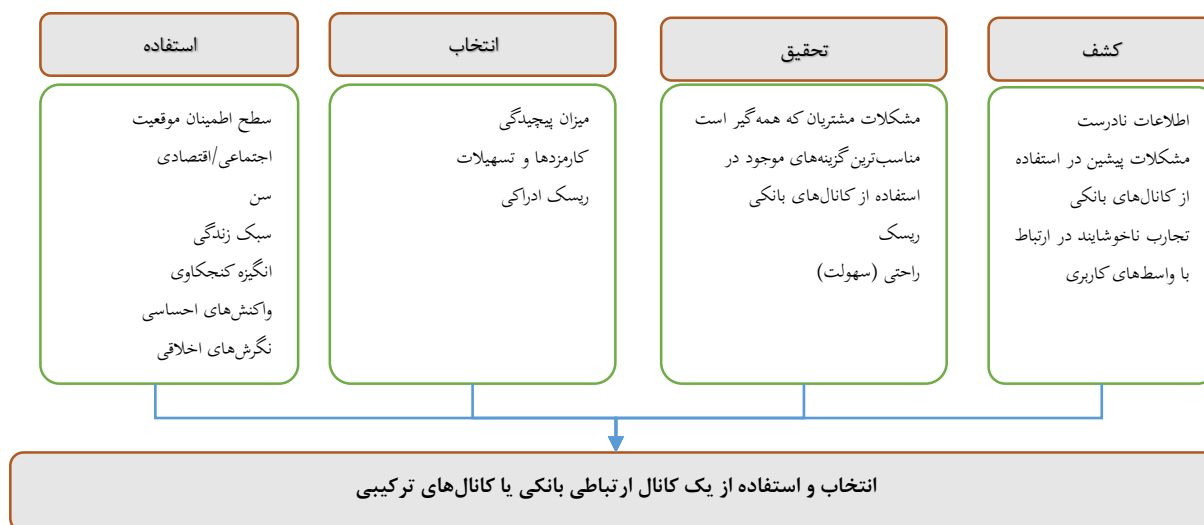 کشف
اطلاعات نادرست
مشکلات پیشین در استفاده
از کانال‌های بانکی
تجارب ناخوشایند در ارتباط
با واسط‌های کاربری
تحقیق
مشکلات مشتریان که همه‌گیر است
مناسب‌ترین گزینه‌های موجود در
استفاده از کانال‌های بانکی
ریسک
راحتی (سهولت)
انتخاب
میزان پیچیدگی
کارمزدها و تسهیلات
ریسک ادراکی
استفاده
سطح اطمینان موقعیت
اجتماعی/اقتصادی
سن
سبک زندگی
انگیزه کنجکاوی
واکنش‌های احساسی
نگرش‌های اخلاقی
انتخاب و استفاده از یک کانال ارتباطی بانکی یا کانال‌های ترکیبی